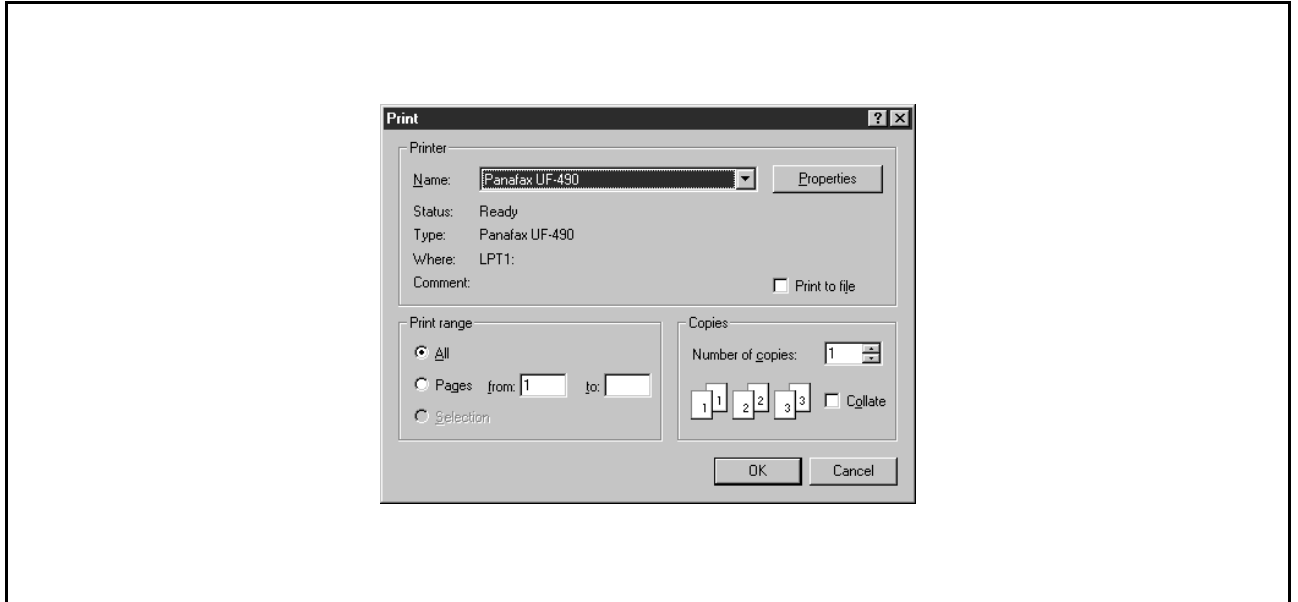 Print
Printer
Name: Panafax UF-490 Properties
Status: Ready
Type: Panafax UF-490
Where: LPT1:
Comment: Print to file
Print range
All
Pages from: 1 to:
Selection
Copies
Number of copies: 1
1 1 2 2 3 3 Collate
OK Cancel